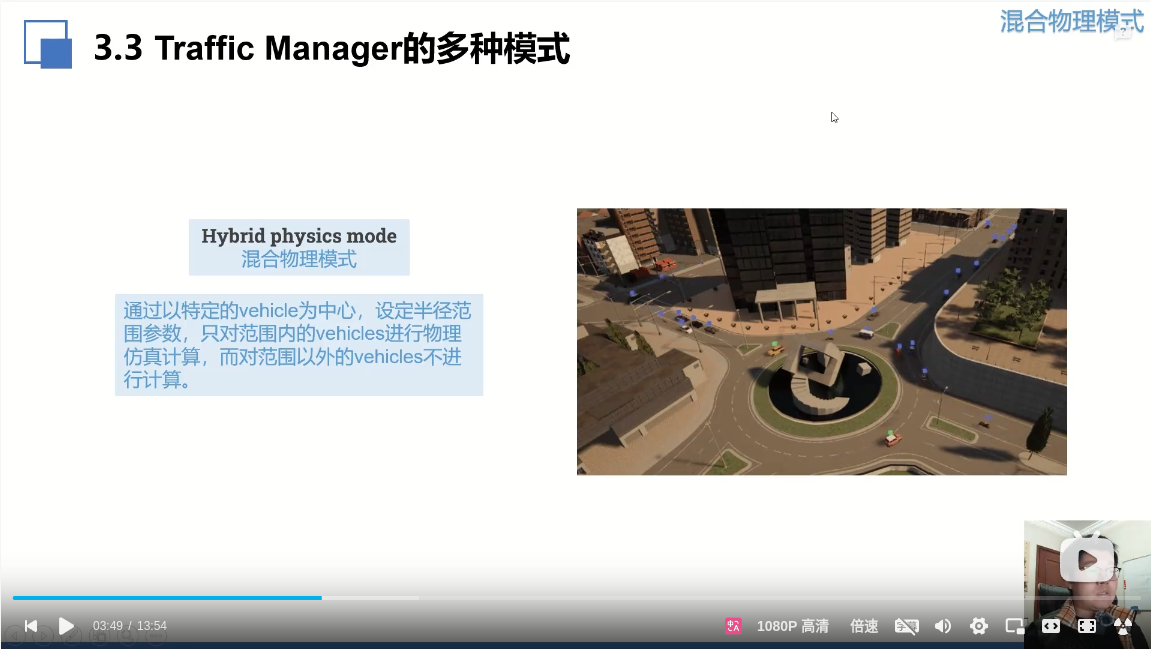 混合物理模式
3.3 Traffic Manager的多种模式
Hybrid physics mode
混合物理模式
通过以特定的vehicle为中心，设定半径范
围参数，只对范围内的vehicles进行物理
仿真计算，而对范围以外的vehicles不进
行计算。
03:49 / 13:54
1080P 高清
倍速